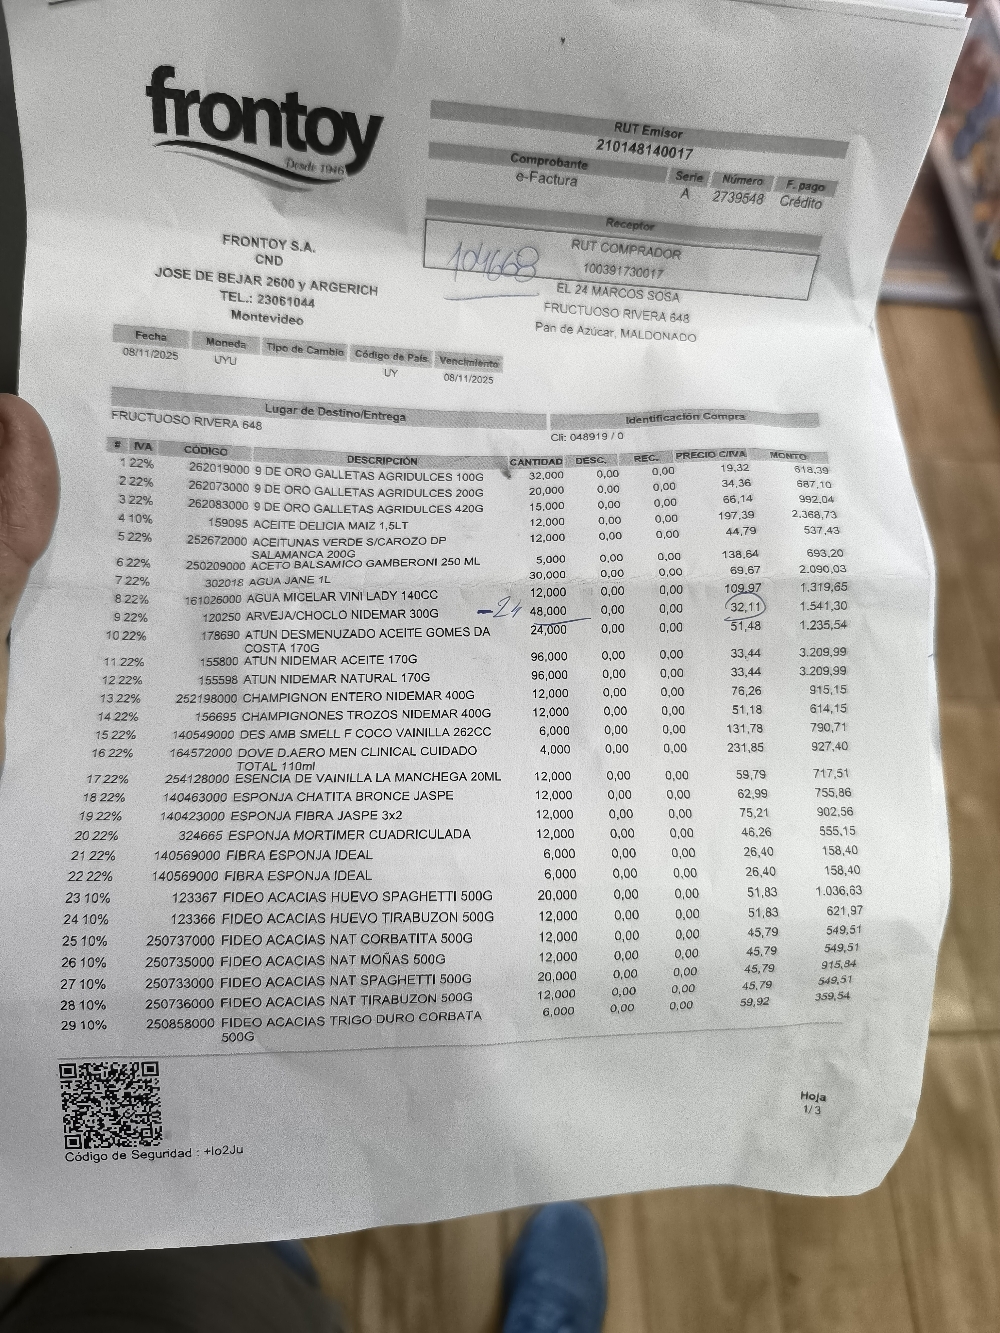 frontoy
Desde 1946
RUT Emisor
210148140017
Comprobante Serie Número F. pago
e-Factura A 2739548 Crédito
Receptor
RUT COMPRADOR
100391730017
104668
EL 24 MARCOS SOSA
FRUCTUOSO RIVERA 648
Pan de Azúcar, MALDONADO
FRONTOY S.A.
CND
JOSE DE BEJAR 2600 y ARGERICH
TEL.: 23061044
Montevideo
Fecha Moneda Tipo de Cambio Código de País Vencimiento
08/11/2025 UYU UY 08/11/2025
Lugar de Destino/Entrega Identificación Compra
FRUCTUOSO RIVERA 648 Cli: 048919 / 0
# IVA CÓDIGO DESCRIPCIÓN CANTIDAD DESC. REC. PRECIO C/IVA MONTO
1 22% 262019000 9 DE ORO GALLETAS AGRIDULCES 100G 32,000 0,00 0,00 19,32 618,39
2 22% 262073000 9 DE ORO GALLETAS AGRIDULCES 200G 20,000 0,00 0,00 34,36 687,10
3 22% 262083000 9 DE ORO GALLETAS AGRIDULCES 420G 15,000 0,00 0,00 66,14 992,04
4 10% 159095 ACEITE DELICIA MAIZ 1,5LT 12,000 0,00 0,00 197,39 2.368,73
5 22% 252672000 ACEITUNAS VERDE S/CAROZO DP 12,000 0,00 0,00 44,79 537,43
SALAMANCA 200G
6 22% 250209000 ACETO BALSAMICO GAMBERONI 250 ML 5,000 0,00 0,00 138,64 693,20
7 22% 302018 AGUA JANE 1L 30,000 0,00 0,00 69,67 2.090,03
8 22% 161026000 AGUA MICELAR VINI LADY 140CC 12,000 0,00 0,00 109,97 1.319,65
9 22% 120250 ARVEJA/CHOCLO NIDEMAR 300G -24 48,000 0,00 0,00 32,11 1.541,30
10 22% 178690 ATUN DESMENUZADO ACEITE GOMES DA 24,000 0,00 0,00 51,48 1.235,54
COSTA 170G
11 22% 155800 ATUN NIDEMAR ACEITE 170G 96,000 0,00 0,00 33,44 3.209,99
12 22% 155598 ATUN NIDEMAR NATURAL 170G 96,000 0,00 0,00 33,44 3.209,99
13 22% 252198000 CHAMPIGNON ENTERO NIDEMAR 400G 12,000 0,00 0,00 76,26 915,15
14 22% 156695 CHAMPIGNONES TROZOS NIDEMAR 400G 12,000 0,00 0,00 51,18 614,15
15 22% 140549000 DES AMB SMELL F COCO VAINILLA 262CC 6,000 0,00 0,00 131,78 790,71
16 22% 164572000 DOVE D.AERO MEN CLINICAL CUIDADO 4,000 0,00 0,00 231,85 927,40
TOTAL 110ml
17 22% 254128000 ESENCIA DE VAINILLA LA MANCHEGA 20ML 12,000 0,00 0,00 59,79 717,51
18 22% 140463000 ESPONJA CHATITA BRONCE JASPE 12,000 0,00 0,00 62,99 755,86
19 22% 140423000 ESPONJA FIBRA JASPE 3x2 12,000 0,00 0,00 75,21 902,56
20 22% 324665 ESPONJA MORTIMER CUADRICULADA 12,000 0,00 0,00 46,26 555,15
21 22% 140569000 FIBRA ESPONJA IDEAL 6,000 0,00 0,00 26,40 158,40
22 22% 140569000 FIBRA ESPONJA IDEAL 6,000 0,00 0,00 26,40 158,40
23 10% 123367 FIDEO ACACIAS HUEVO SPAGHETTI 500G 20,000 0,00 0,00 51,83 1.036,63
24 10% 123366 FIDEO ACACIAS HUEVO TIRABUZON 500G 12,000 0,00 0,00 51,83 621,97
25 10% 250737000 FIDEO ACACIAS NAT CORBATITA 500G 12,000 0,00 0,00 45,79 549,51
26 10% 250735000 FIDEO ACACIAS NAT MOÑAS 500G 12,000 0,00 0,00 45,79 549,51
27 10% 250733000 FIDEO ACACIAS NAT SPAGHETTI 500G 20,000 0,00 0,00 45,79 915,84
28 10% 250736000 FIDEO ACACIAS NAT TIRABUZON 500G 12,000 0,00 0,00 45,79 549,51
29 10% 250858000 FIDEO ACACIAS TRIGO DURO CORBATA 6,000 0,00 0,00 59,92 359,54
500G
Hoja
1/3
Código de Seguridad : +Io2Ju